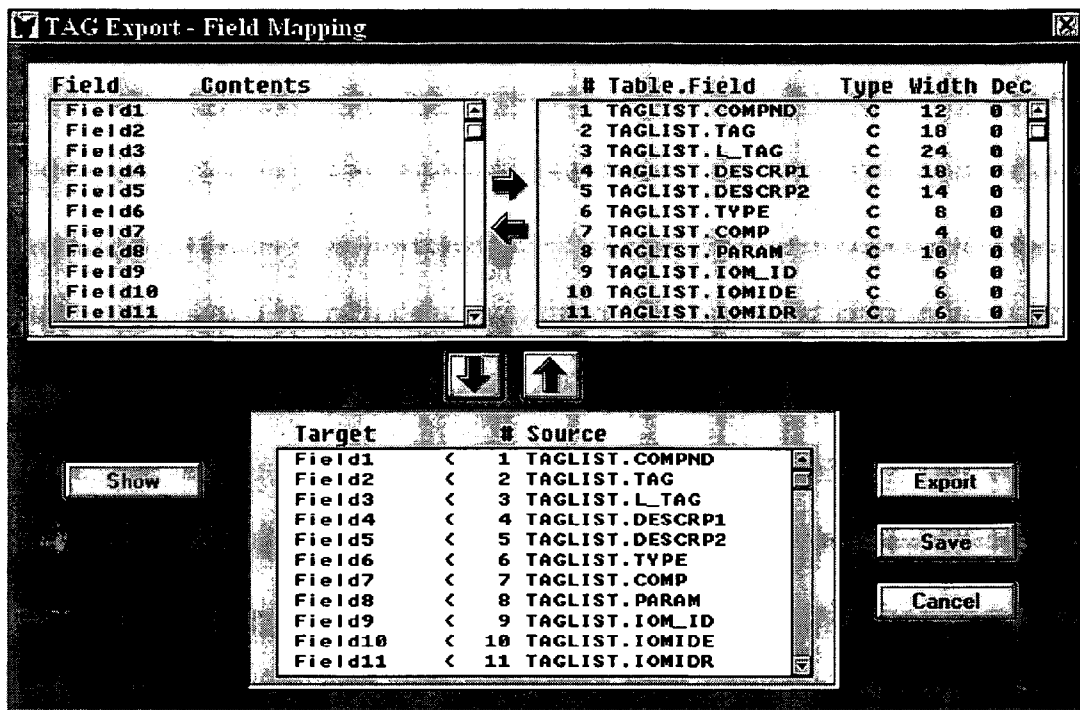 TAG Export - Field Mapping
Field Contents
Field1
Field2
Field3
Field4
Field5
Field6
Field7
Field8
Field9
Field10
Field11
# Table.Field Type Width Dec
1 TAGLIST.COMPND C 12 0
2 TAGLIST.TAG C 18 0
3 TAGLIST.L_TAG C 24 0
4 TAGLIST.DESCRP1 C 18 0
5 TAGLIST.DESCRP2 C 14 0
6 TAGLIST.TYPE C 8 0
7 TAGLIST.COMP C 4 0
8 TAGLIST.PARAM C 10 0
9 TAGLIST.IOM_ID C 6 0
10 TAGLIST.IOMIDE C 6 0
11 TAGLIST.IOMIDR C 6 0
Target # Source
Field1 < 1 TAGLIST.COMPND
Field2 < 2 TAGLIST.TAG
Field3 < 3 TAGLIST.L_TAG
Field4 < 4 TAGLIST.DESCRP1
Field5 < 5 TAGLIST.DESCRP2
Field6 < 6 TAGLIST.TYPE
Field7 < 7 TAGLIST.COMP
Field8 < 8 TAGLIST.PARAM
Field9 < 9 TAGLIST.IOM_ID
Field10 < 10 TAGLIST.IOMIDE
Field11 < 11 TAGLIST.IOMIDR
Show
Export
Save
Cancel